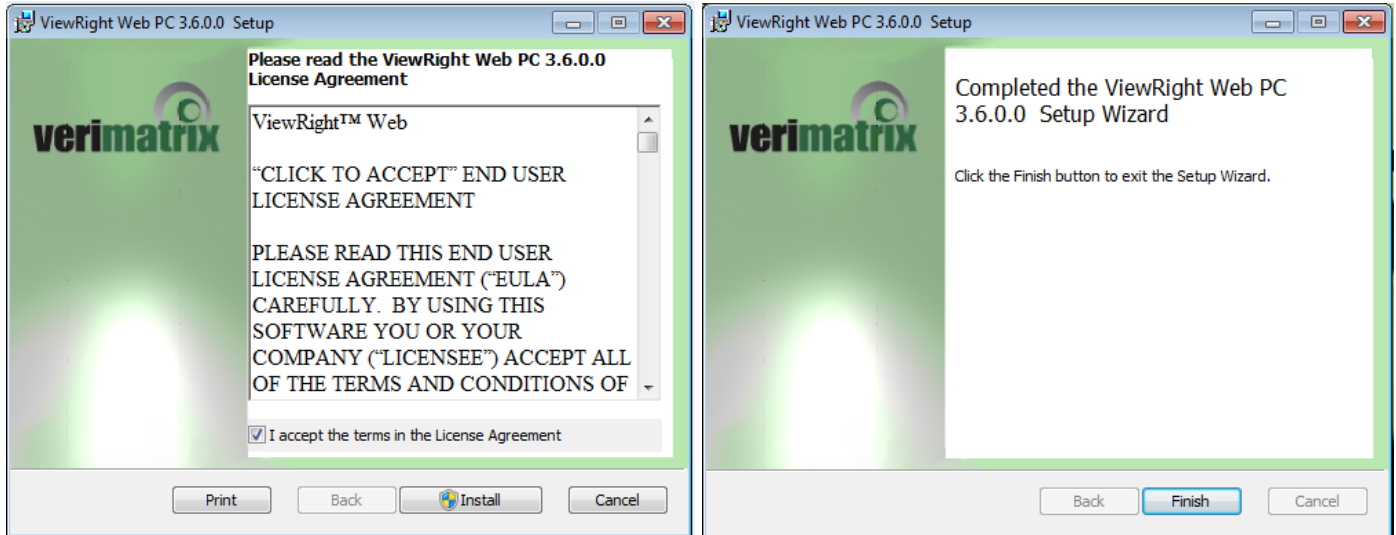 ViewRight Web PC 3.6.0.0  Setup
Please read the ViewRight Web PC 3.6.0.0
License Agreement
verimatrix
ViewRight™ Web
“CLICK TO ACCEPT” END USER
LICENSE AGREEMENT
PLEASE READ THIS END USER
LICENSE AGREEMENT (“EULA”)
CAREFULLY.  BY USING THIS
SOFTWARE YOU OR YOUR
COMPANY (“LICENSEE”) ACCEPT ALL
OF THE TERMS AND CONDITIONS OF
I accept the terms in the License Agreement
Print
Back
Install
Cancel
ViewRight Web PC 3.6.0.0  Setup
verimatrix
Completed the ViewRight Web PC
3.6.0.0  Setup Wizard
Click the Finish button to exit the Setup Wizard.
Back
Finish
Cancel